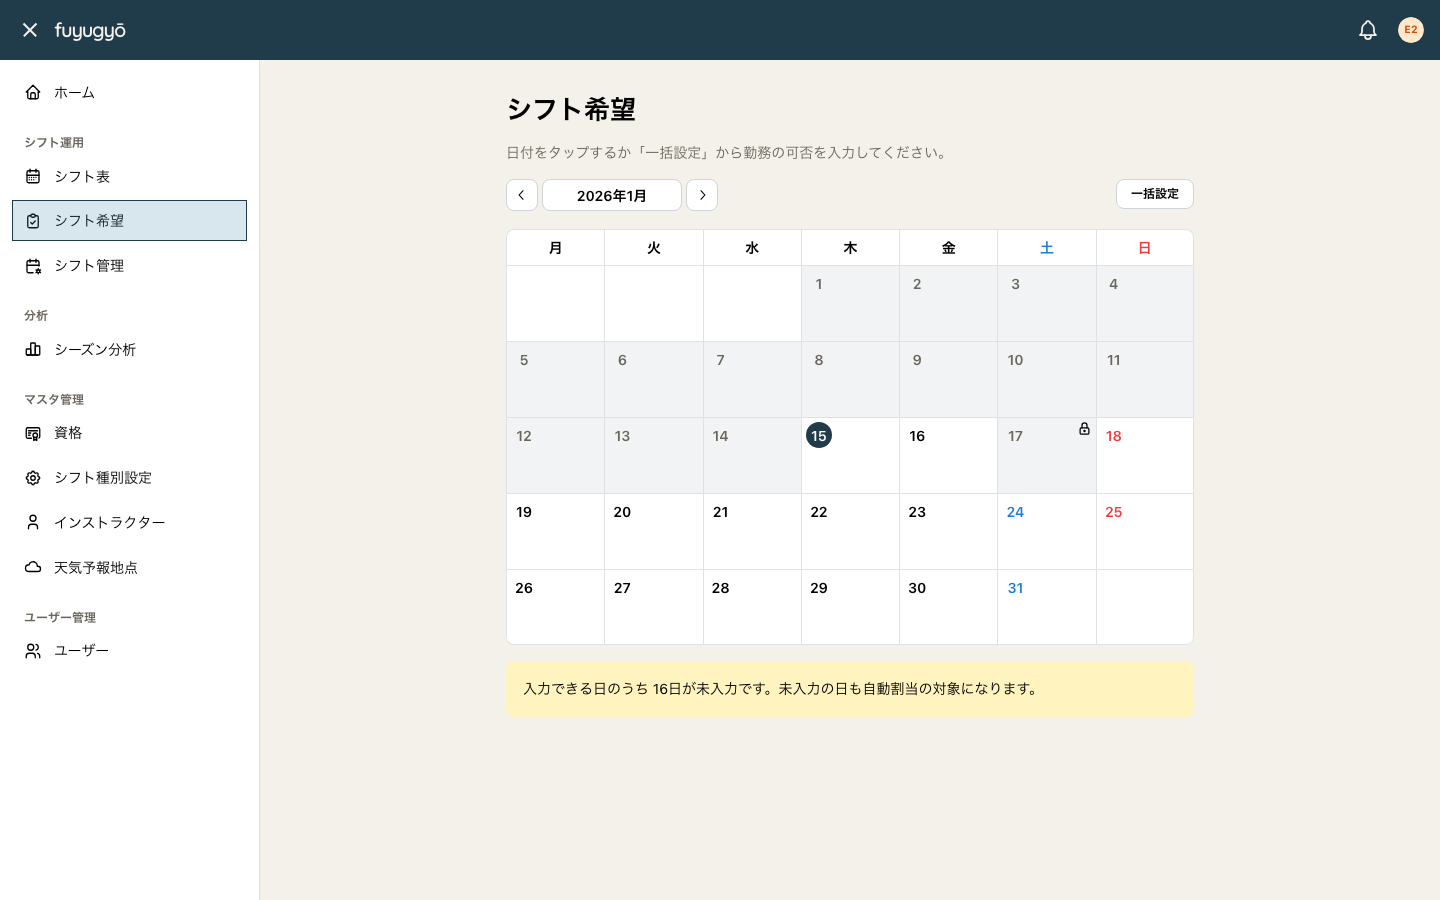 fuyugyō
E2
ホーム
シフト運用
シフト表
シフト希望
シフト管理
分析
シーズン分析
マスタ管理
資格
シフト種別設定
インストラクター
天気予報地点
ユーザー管理
ユーザー
シフト希望
日付をタップするか「一括設定」から勤務の可否を入力してください。
2026年1月
一括設定
月 火 水 木 金 土 日
1 2 3 4
5 6 7 8 9 10 11
12 13 14 15 16 17 18
19 20 21 22 23 24 25
26 27 28 29 30 31
入力できる日のうち 16日が未入力です。未入力の日も自動割当の対象になります。